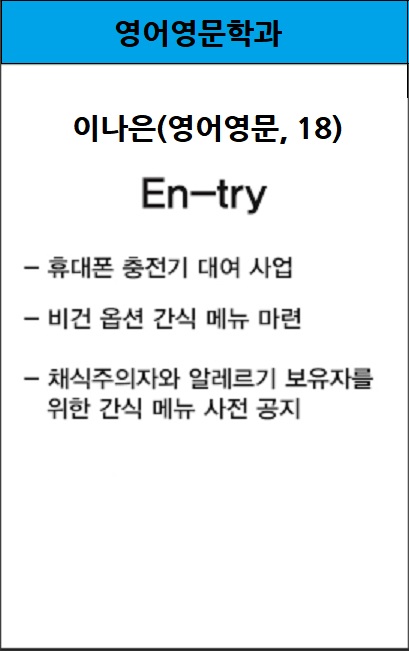 영어영문학과
이나은(영어영문, 18)
En-try
- 휴대폰 충전기 대여 사업
- 비건 옵션 간식 메뉴 마련
- 채식주의자와 알레르기 보유자를
위한 간식 메뉴 사전 공지